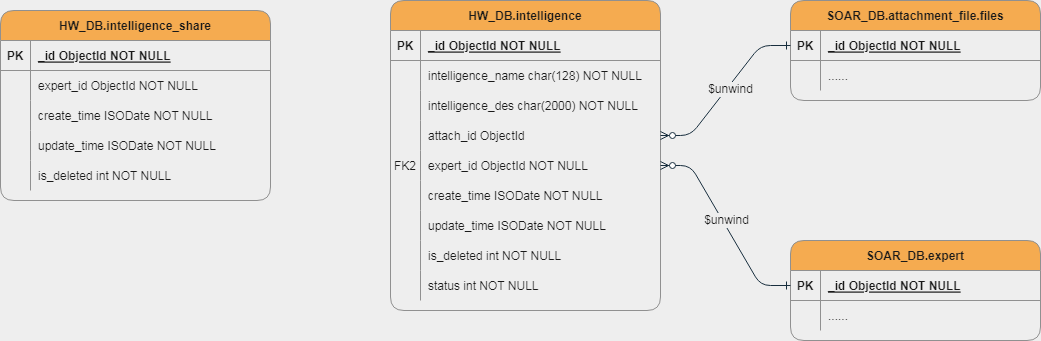 HW_DB.intelligence_share
PK _id ObjectId NOT NULL
expert_id ObjectId NOT NULL
create_time ISODate NOT NULL
update_time ISODate NOT NULL
is_deleted int NOT NULL
HW_DB.intelligence
PK _id ObjectId NOT NULL
intelligence_name char(128) NOT NULL
intelligence_des char(2000) NOT NULL
attach_id ObjectId
FK2 expert_id ObjectId NOT NULL
create_time ISODate NOT NULL
update_time ISODate NOT NULL
is_deleted int NOT NULL
status int NOT NULL
$unwind
$unwind
SOAR_DB.attachment_file.files
PK _id ObjectId NOT NULL
......
SOAR_DB.expert
PK _id ObjectId NOT NULL
......